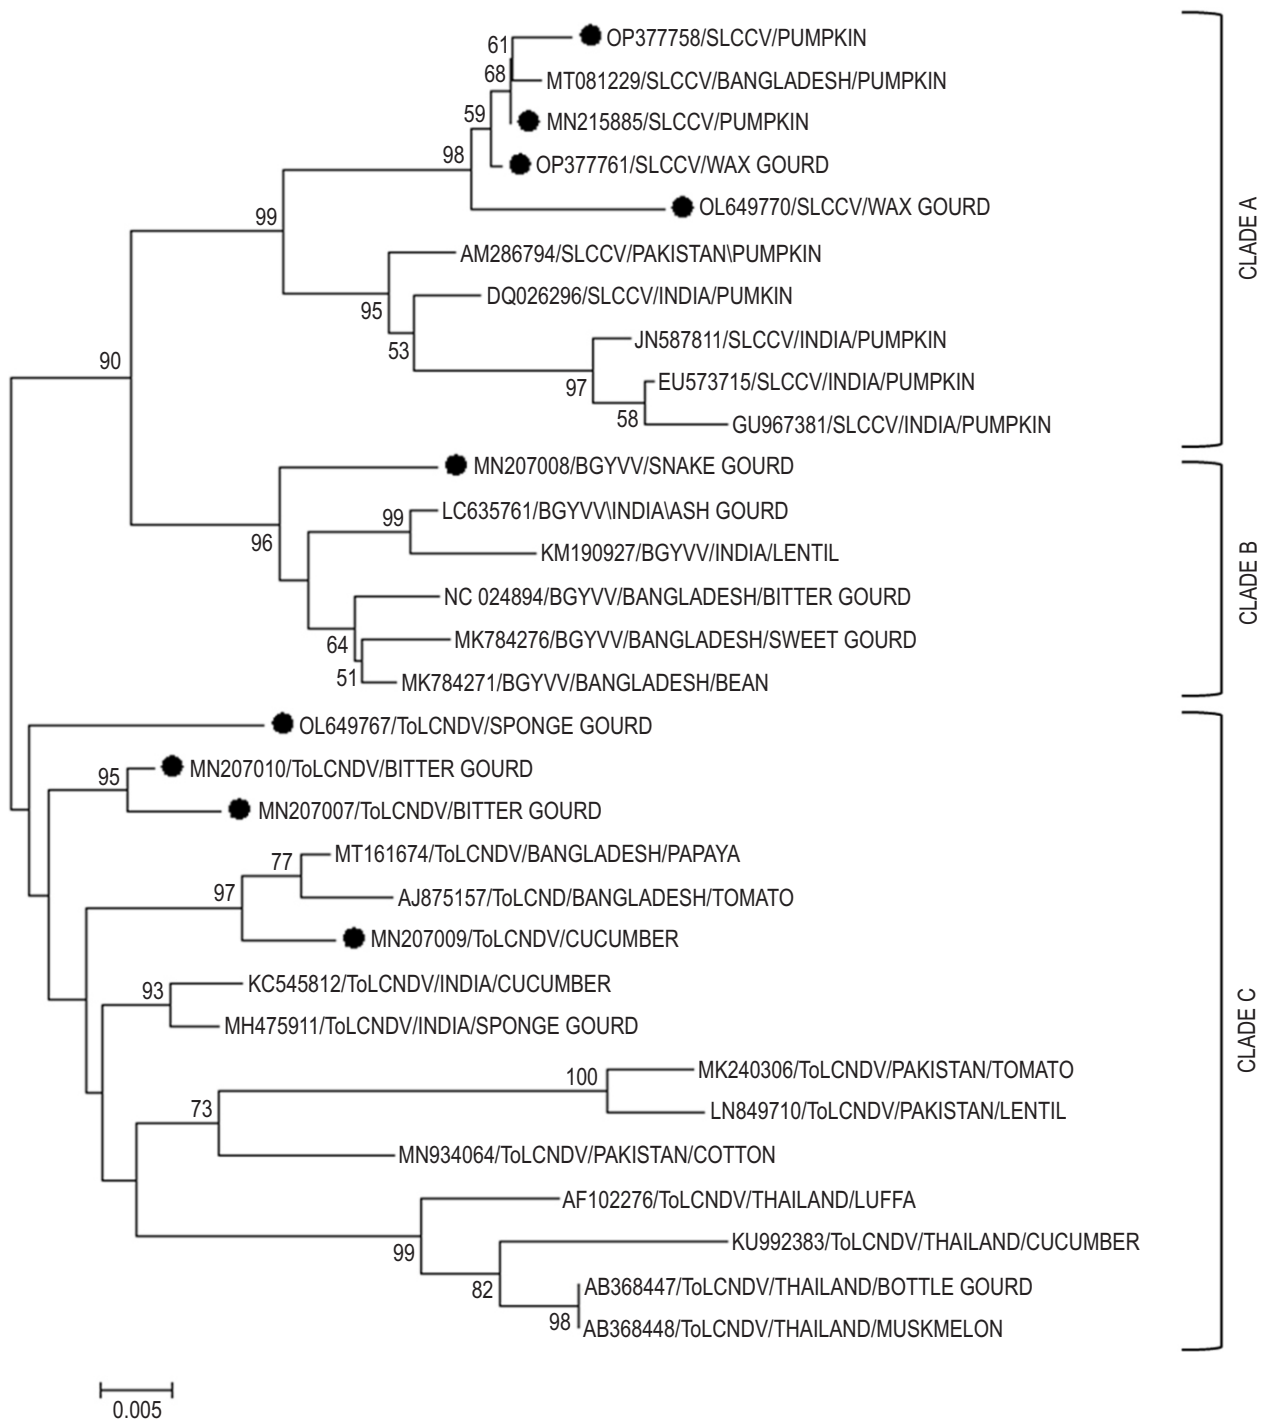 61
OP377758/SLCCV/PUMPKIN
68
MT081229/SLCCV/BANGLADESH/PUMPKIN
59
MN215885/SLCCV/PUMPKIN
98
OP377761/SLCCV/WAX GOURD
OL649770/SLCCV/WAX GOURD
99
AM286794/SLCCV/PAKISTAN\PUMPKIN
95
DQ026296/SLCCV/INDIA/PUMKIN
53
JN587811/SLCCV/INDIA/PUMPKIN
97
EU573715/SLCCV/INDIA/PUMPKIN
58
GU967381/SLCCV/INDIA/PUMPKIN
CLADE A
90
MN207008/BGYVV/SNAKE GOURD
96
99
LC635761/BGYVV\INDIA\ASH GOURD
KM190927/BGYVV/INDIA/LENTIL
NC 024894/BGYVV/BANGLADESH/BITTER GOURD
64
MK784276/BGYVV/BANGLADESH/SWEET GOURD
51
MK784271/BGYVV/BANGLADESH/BEAN
CLADE B
OL649767/ToLCNDV/SPONGE GOURD
95
MN207010/ToLCNDV/BITTER GOURD
MN207007/ToLCNDV/BITTER GOURD
77
MT161674/ToLCNDV/BANGLADESH/PAPAYA
97
AJ875157/ToLCND/BANGLADESH/TOMATO
MN207009/ToLCNDV/CUCUMBER
93
KC545812/ToLCNDV/INDIA/CUCUMBER
MH475911/ToLCNDV/INDIA/SPONGE GOURD
100
MK240306/ToLCNDV/PAKISTAN/TOMATO
73
LN849710/ToLCNDV/PAKISTAN/LENTIL
MN934064/ToLCNDV/PAKISTAN/COTTON
AF102276/ToLCNDV/THAILAND/LUFFA
99
KU992383/ToLCNDV/THAILAND/CUCUMBER
82
AB368447/ToLCNDV/THAILAND/BOTTLE GOURD
98
AB368448/ToLCNDV/THAILAND/MUSKMELON
CLADE C
0.005